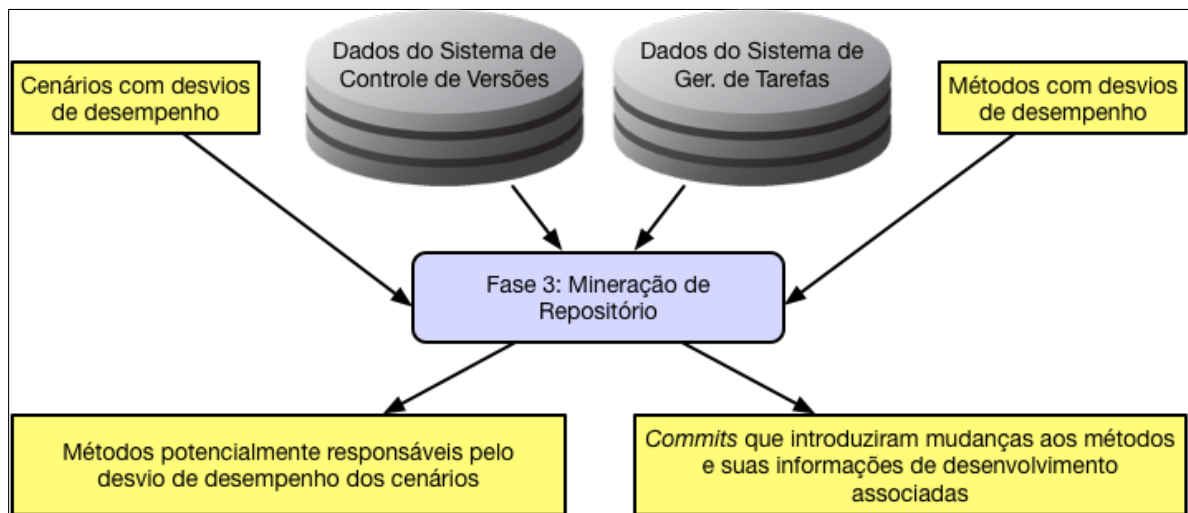 Cenários com desvios
de desempenho
Dados do Sistema de
Controle de Versões
Dados do Sistema de
Ger. de Tarefas
Métodos com desvios
de desempenho
Fase 3: Mineração de
Repositório
Métodos potencialmente responsáveis pelo
desvio de desempenho dos cenários
Commits que introduziram mudanças aos métodos
e suas informações de desenvolvimento
associadas